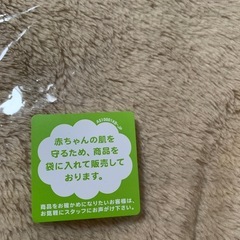 赤ちゃんの肌を
守るため、商品を
袋に入れて販売して
おります。
商品をお確かめになりたいお客様は、
お気軽にスタッフにお声がけ下さい。